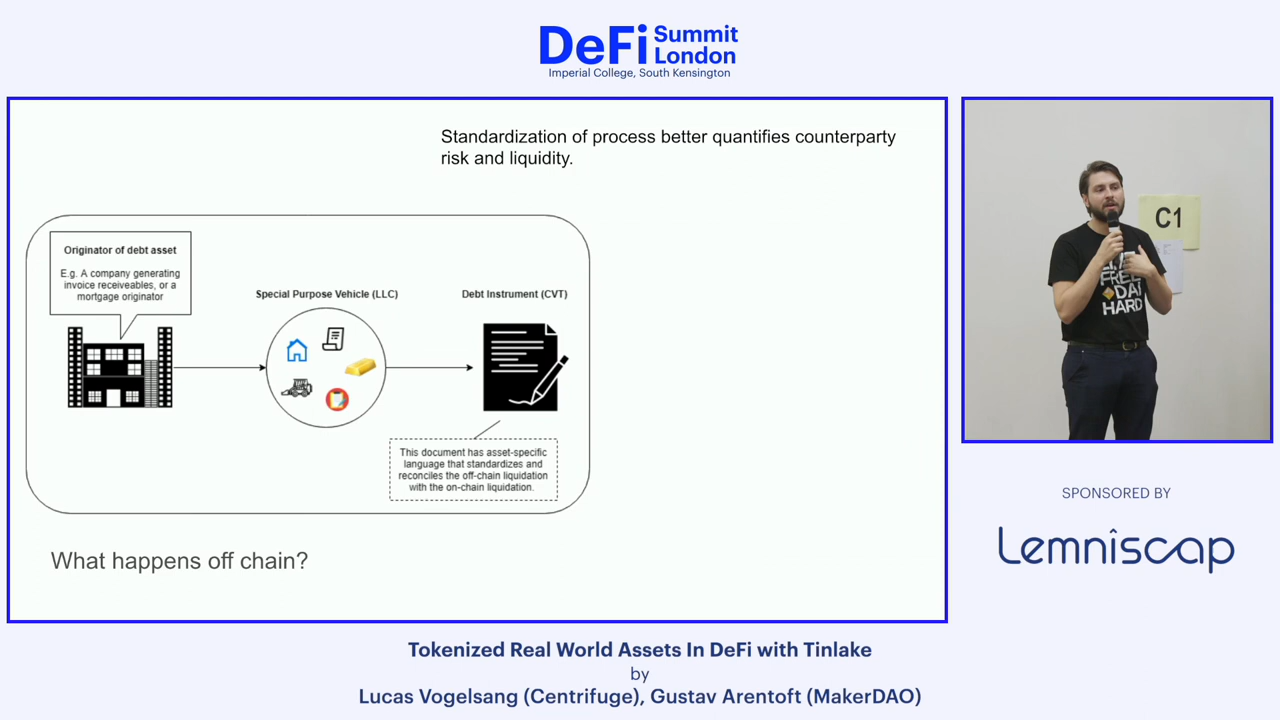 DeFi Summit
London
Imperial College, South Kensington
Standardization of process better quantifies counterparty
risk and liquidity.
Originator of debt asset
E.g. A company generating
invoice receiveables, or a
mortgage originator
Special Purpose Vehicle (LLC)
Debt Instrument (CVT)
This document has asset-specific
language that standardizes and
reconciles the off-chain liquidation
with the on-chain liquidation.
What happens off chain?
C1
FREE
DAI
HARD
SPONSORED BY
Lemniscap
Tokenized Real World Assets In DeFi with Tinlake
by
Lucas Vogelsang (Centrifuge), Gustav Arentoft (MakerDAO)